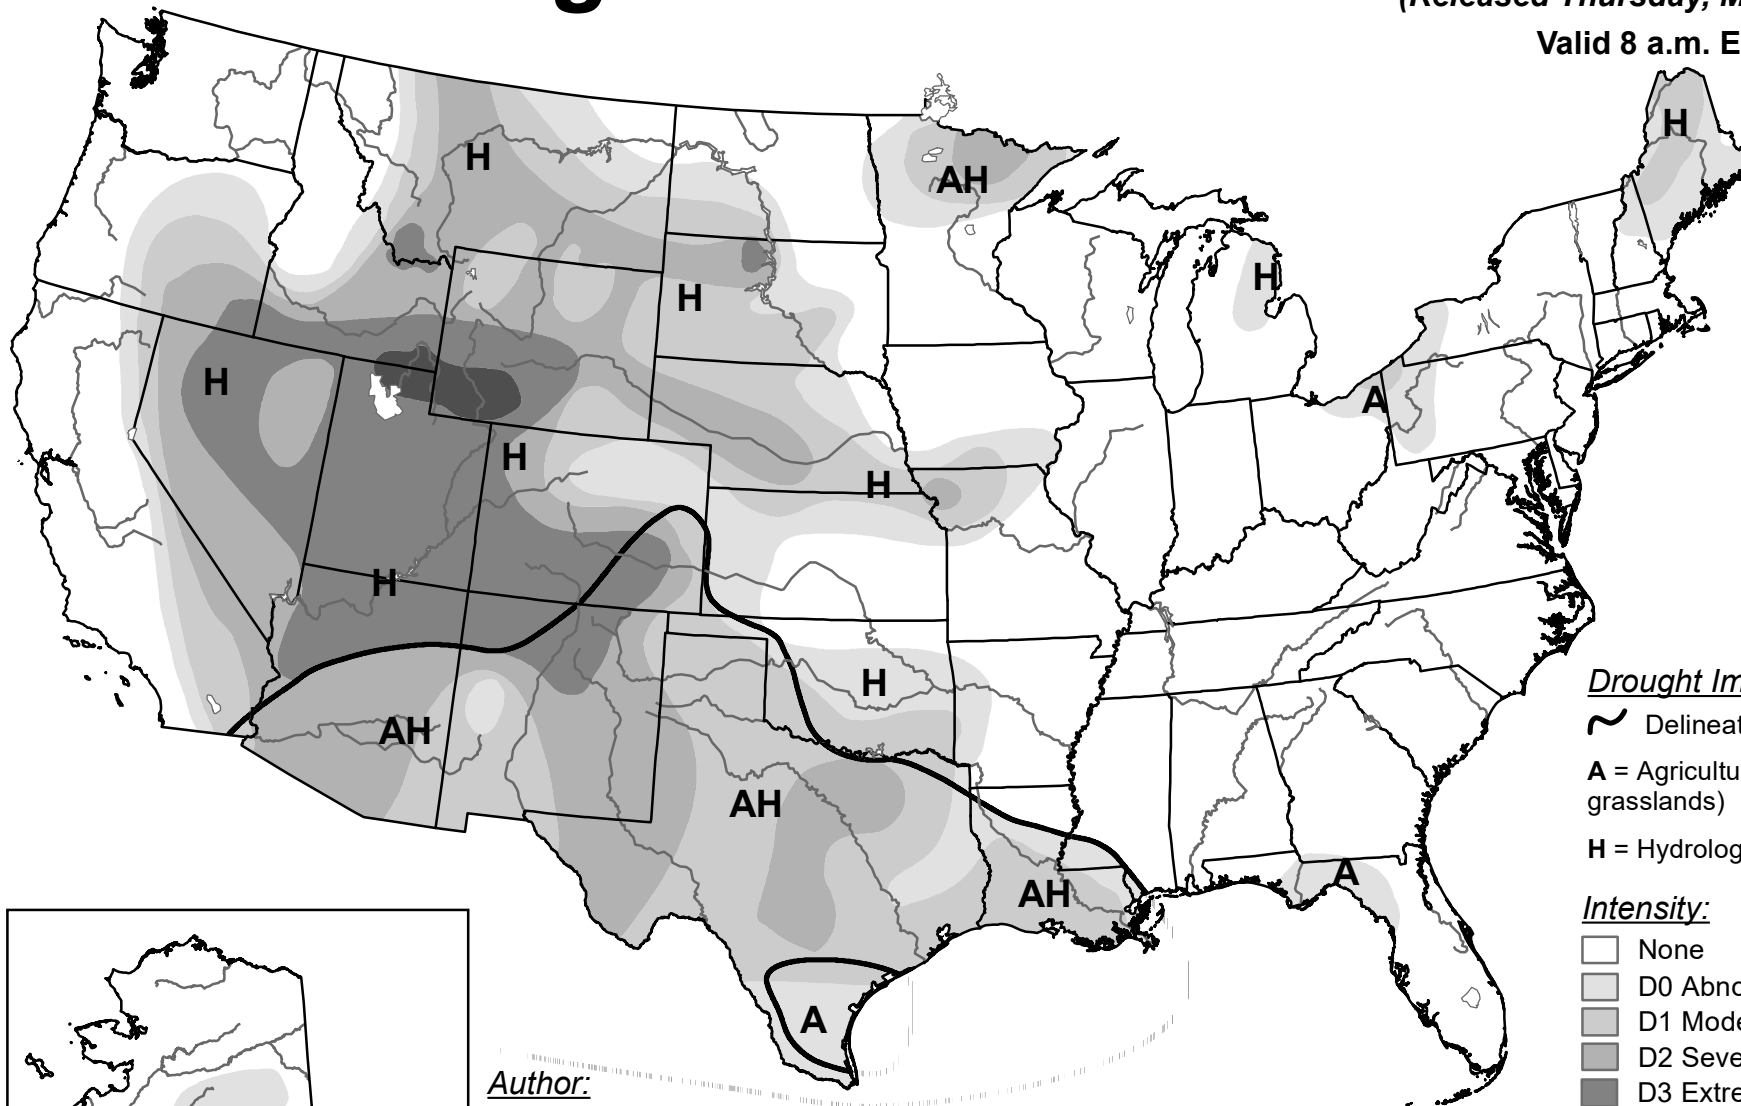 (Released Thursday, M
Valid 8 a.m. E
H
H
AH
H
H
H
H
A
H
H
H
H
AH
AH
AH
A
A
Drought Im
Delineat
A = Agricultu
grasslands)
H = Hydrolog
Intensity:
None
D0 Abno
D1 Mode
D2 Seve
D3 Extre
Author: